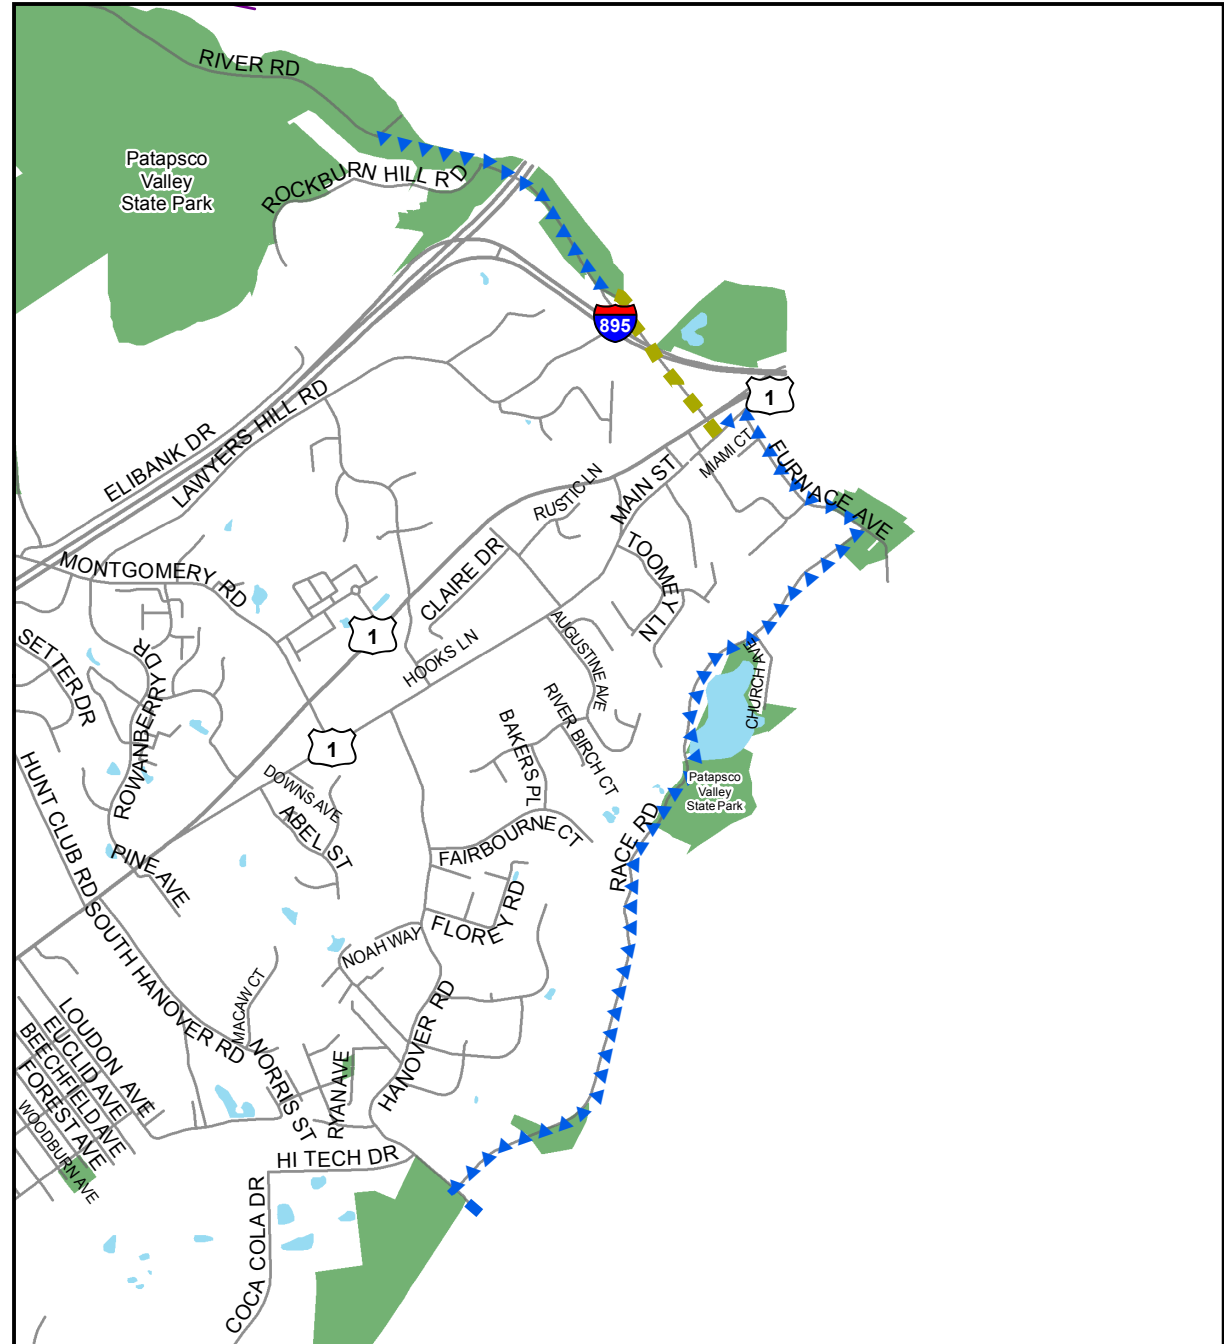 RIVER RD
Patapsco
Valley
State Park
ROCKBURN HILL RD
895
1
ELIBANK DR
LAWYERS HILL RD
FURNACE AVE
MIAMI CT
MAIN ST
RUSTIC LN
MONTGOMERY RD
CLAIRE DR
TOOMEY LN
1
HOOKS LN
AUGUSTINE AVE
SETTER DR
ROWANBERRY DR
CHURCH AVE
RIVER BIRCH CT
BAKERS PL
1
DOWNS AVE
ABEL ST
HUNT CLUB RD
Patapsco
Valley
State Park
RACE RD
FAIRBOURNE CT
PINE AVE
FLOREY RD
NOAH WAY
SOUTH HANOVER RD
MACAW CT
HANOVER RD
LOUDON AVE
EUCLID AVE
BEECHFIELD AVE
FOREST AVE
WOODBURN AVE
NORRIS ST
RYAN AVE
HI TECH DR
COCA COLA DR